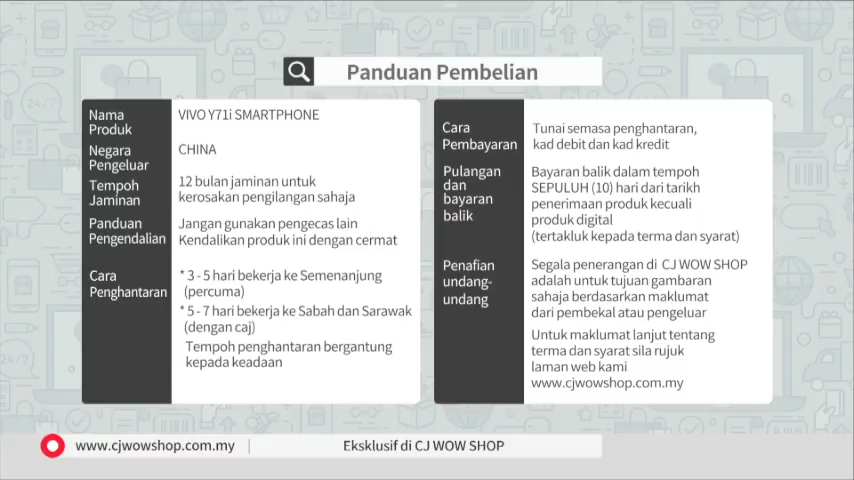 Panduan Pembelian
Nama
Produk
VIVO Y71i SMARTPHONE
Negara
Pengeluar
CHINA
Tempoh
Jaminan
12 bulan jaminan untuk
kerosakan pengilangan sahaja
Panduan
Pengendalian
Jangan gunakan pengecas lain
Kendalikan produk ini dengan cermat
Cara
Penghantaran
* 3 - 5 hari bekerja ke Semenanjung
(percuma)
* 5 - 7 hari bekerja ke Sabah dan Sarawak
(dengan caj)
Tempoh penghantaran bergantung
kepada keadaan
Cara
Pembayaran
Tunai semasa penghantaran,
kad debit dan kad kredit
Pulangan
dan
bayaran
balik
Bayaran balik dalam tempoh
SEPULUH (10) hari dari tarikh
penerimaan produk kecuali
produk digital
(tertakluk kepada terma dan syarat)
Penafian
undang-
undang
Segala penerangan di CJ WOW SHOP
adalah untuk tujuan gambaran
sahaja berdasarkan maklumat
dari pembekal atau pengeluar
Untuk maklumat lanjut tentang
terma dan syarat sila rujuk
laman web kami
www.cjwowshop.com.my
www.cjwowshop.com.my
Eksklusif di CJ WOW SHOP